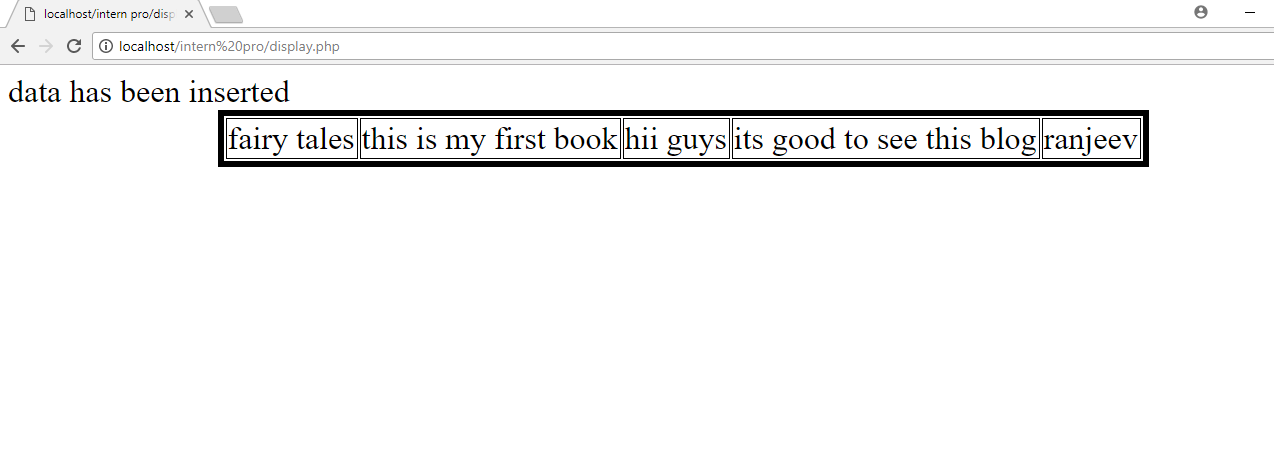 localhost/intern pro/disp
localhost/intern%20pro/display.php
data has been inserted
fairy tales this is my first book hii guys its good to see this blog ranjeev